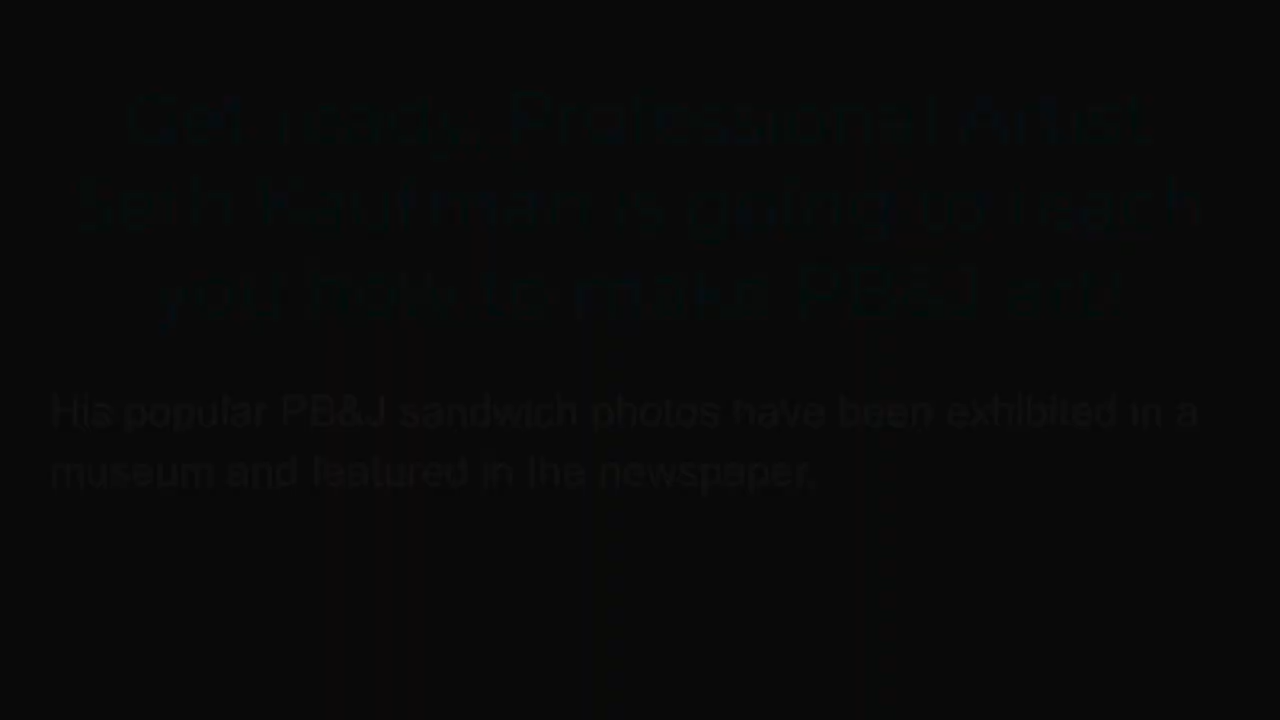 Get ready. Professional Artist
Seth Kaufman is going to teach
you how to make PB&J art.
His popular PB&J sandwich photos have been exhibited in a
museum and featured in the newspaper.